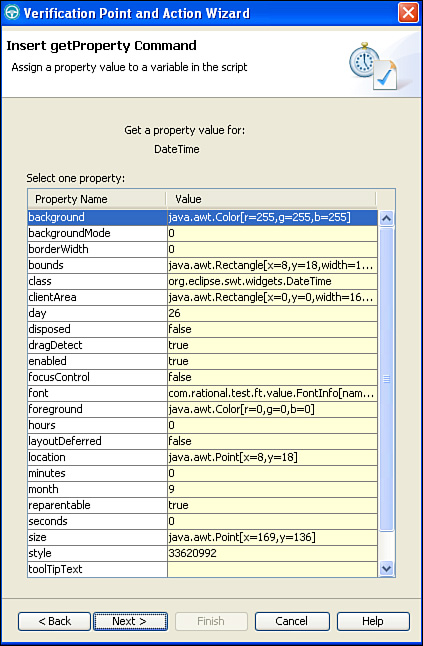 Verification Point and Action Wizard
Insert getProperty Command
Assign a property value to a variable in the script
Get a property value for:
DateTime
Select one property:
Property Name Value
background java.awt.Color[r=255,g=255,b=255]
backgroundMode 0
borderWidth 0
bounds java.awt.Rectangle[x=8,y=18,width=1...
class org.eclipse.swt.widgets.DateTime
clientArea java.awt.Rectangle[x=0,y=0,width=16...
day 26
disposed false
dragDetect true
enabled true
focusControl false
font com.rational.test.ft.value.FontInfo[nam...
foreground java.awt.Color[r=0,g=0,b=0]
hours 0
layoutDeferred false
location java.awt.Point[x=8,y=18]
minutes 0
month 9
reparentable true
seconds 0
size java.awt.Point[x=169,y=136]
style 33620992
toolTipText
< Back Next > Finish Cancel Help